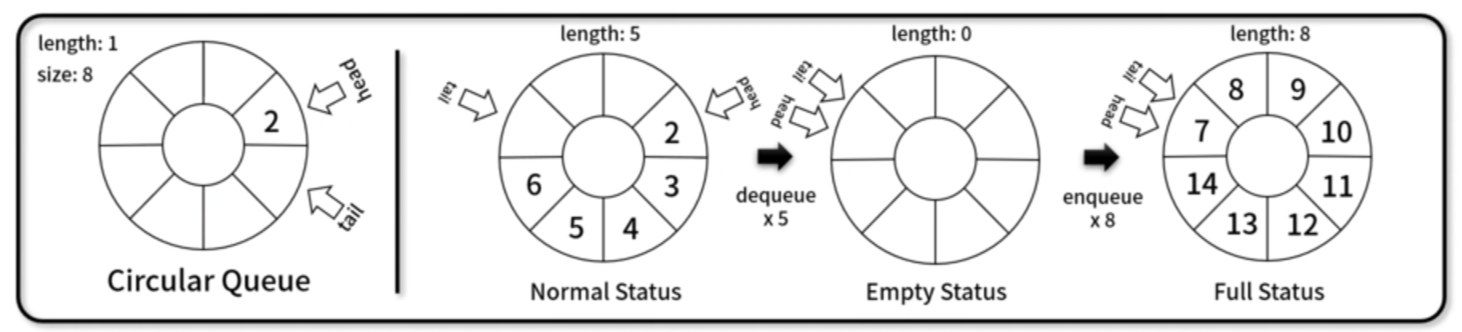 length: 1
size: 8
head
2
tail
Circular Queue
length: 5
tail
head
2
6
3
5
4
Normal Status
dequeue
x 5
length: 0
tail
head
Empty Status
enqueue
x 8
length: 8
tail
head
8
9
7
10
14
11
13
12
Full Status